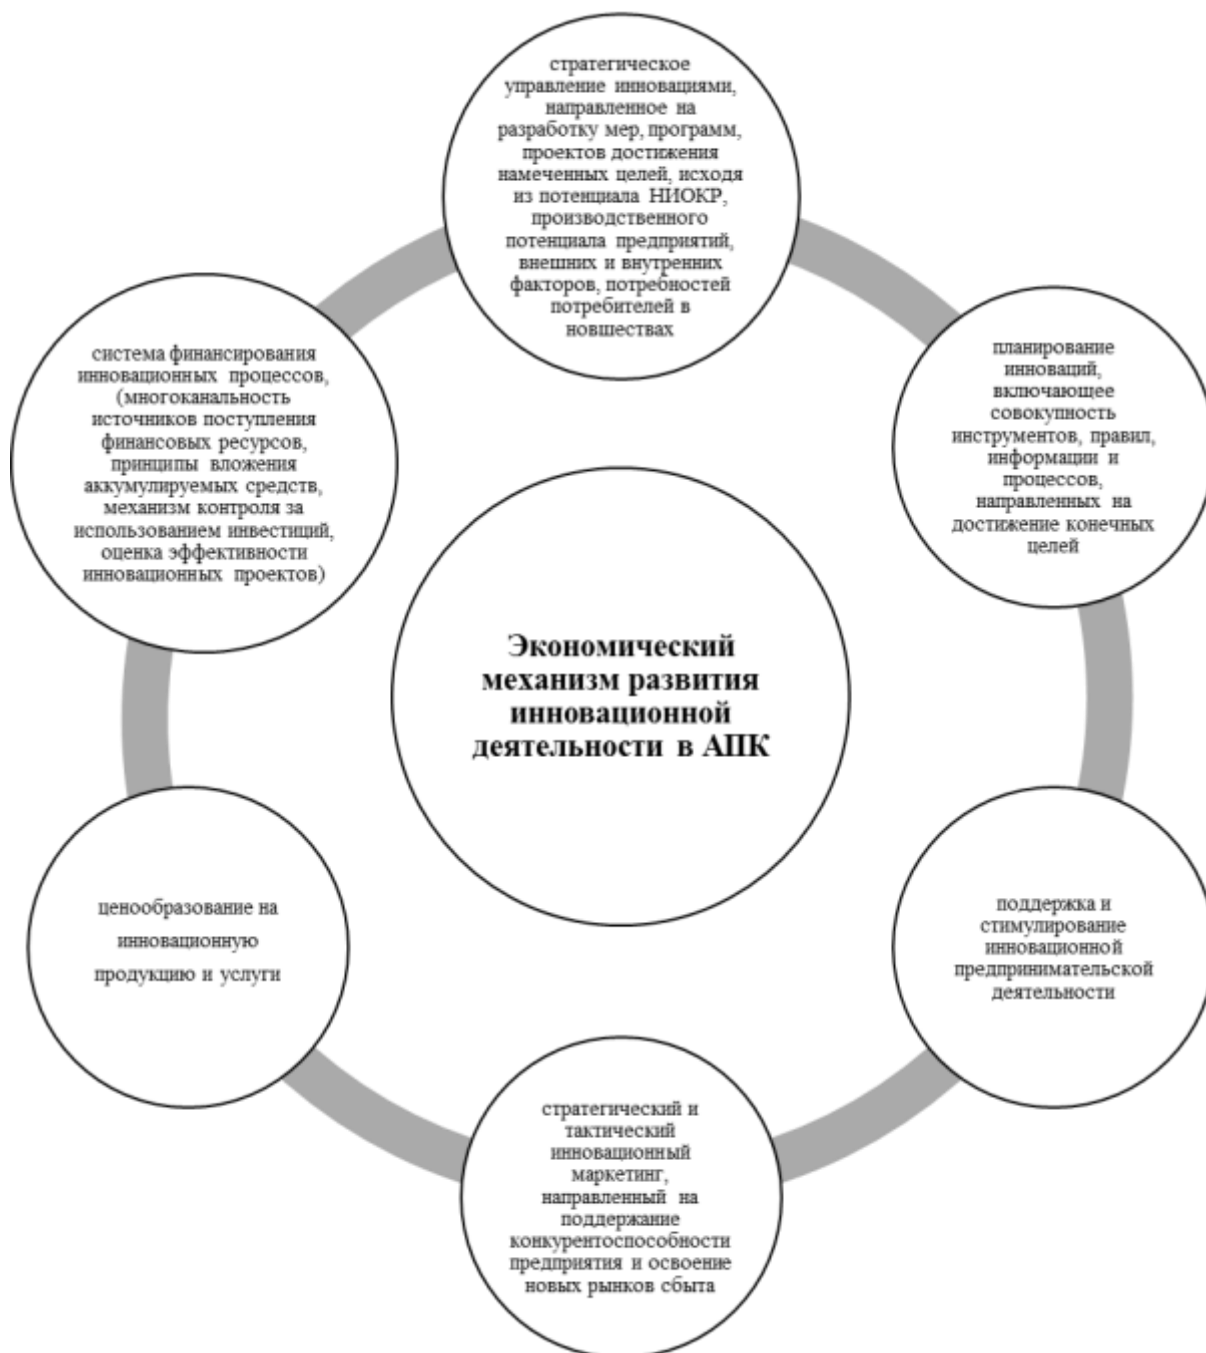 стратегическое
управление инновациями,
направленное на
разработку мер, программ,
проектов достижения
намеченных целей, исходя
из потенциала НИОКР,
производственного
потенциала предприятий,
внешних и внутренних
факторов, потребностей
потребителей в
новшествах
планирование
инноваций,
включающее
совокупность
инструментов, правил,
информации и
процессов,
направленных на
достижение конечных
целей
поддержка и
стимулирование
инновационной
предпринимательской
деятельности
стратегический и
тактический
инновационный
маркетинг,
направленный на
поддержание
конкурентоспособности
предприятия и освоение
новых рынков сбыта
ценообразование на
инновационную
продукцию и услуги
система финансирования
инновационных процессов,
(многоканальность
источников поступления
финансовых ресурсов,
принципы вложения
аккумулируемых средств,
механизм контроля за
использованием инвестиций,
оценка эффективности
инновационных проектов)
Экономический
механизм развития
инновационной
деятельности в АПК